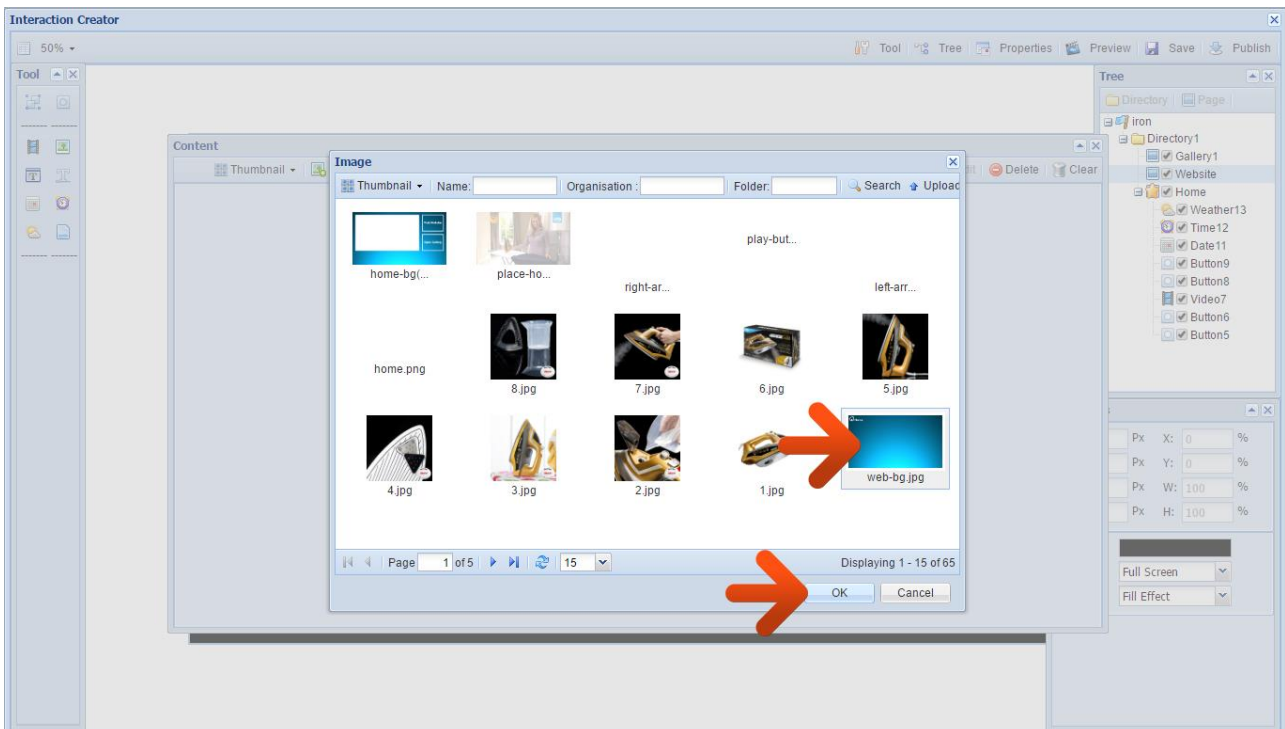 Interaction Creator
50%
Tool Tree Properties Preview Save Publish
Tool
Tree
Directory Page
iron
Directory1
Gallery1
Website
Home
Weather13
Time12
Date11
Button9
Button8
Video7
Button6
Button5
Content
Thumbnail
Delete Clear
Image
Thumbnail Name: Organisation : Folder: Search Upload
home-bg(... place-ho... right-ar... play-but... left-arr...
home.png 8.jpg 7.jpg 6.jpg 5.jpg
4.jpg 3.jpg 2.jpg 1.jpg web-bg.jpg
Page 1 of 5 15 Displaying 1 - 15 of 65
OK Cancel
Px X: 0 %
Px Y: 0 %
Px W: 100 %
Px H: 100 %
Full Screen
Fill Effect